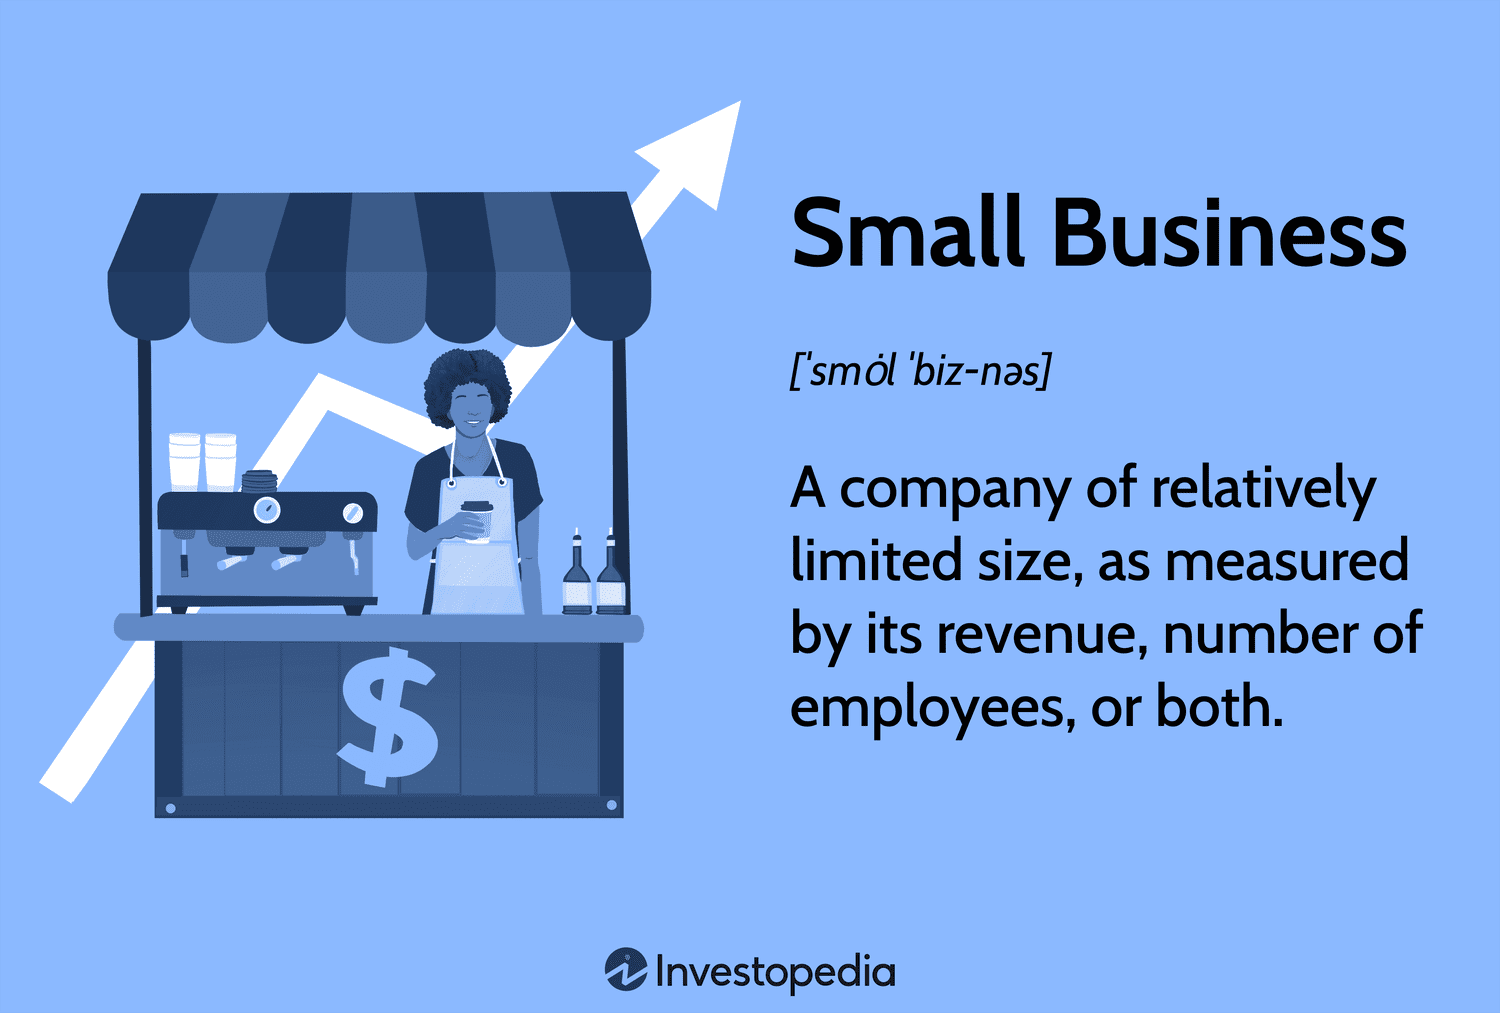 Small Business
[ˈsmȯl ˈbiz-nəs]
A company of relatively
limited size, as measured
by its revenue, number of
employees, or both.
$
Investopedia